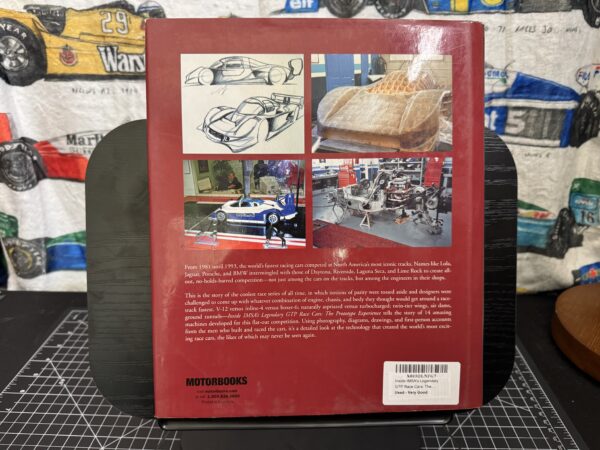 29
Warst
Marlboro
elf
5
16
From 1981 until 1993, the world's fastest racing cars competed at North America's most iconic tracks. Names like Lola,
Jaguar, Porsche, and BMW intermingled with those of Daytona, Riverside, Laguna Seca, and Lime Rock to create all-
out, no-holds-barred competition—not just among the cars on the tracks, but among the engineers in their shops.
This is the story of the coolest race series of all time, in which notions of parity were tossed aside and designers were
challenged to come up with whatever combination of engine, chassis, and body they thought would get around a race-
track fastest. V-12 versus inline-4 versus boxer-6; naturally aspirated versus turbocharged; twin-tier wings, air dams,
ground tunnels—Inside IMSA's Legendary GTP Race Cars: The Prototype Experience tells the story of 14 amazing
machines developed for this flat-out competition. Using photography, diagrams, drawings, and first-person accounts
from the men who built and raced the cars, it's a detailed look at the technology that created the world's most excit-
ing race cars, the likes of which may never be seen again.
MOTORBOOKS
Inside IMSA's Legendary
GTP Race Cars: The...
Used - Very Good